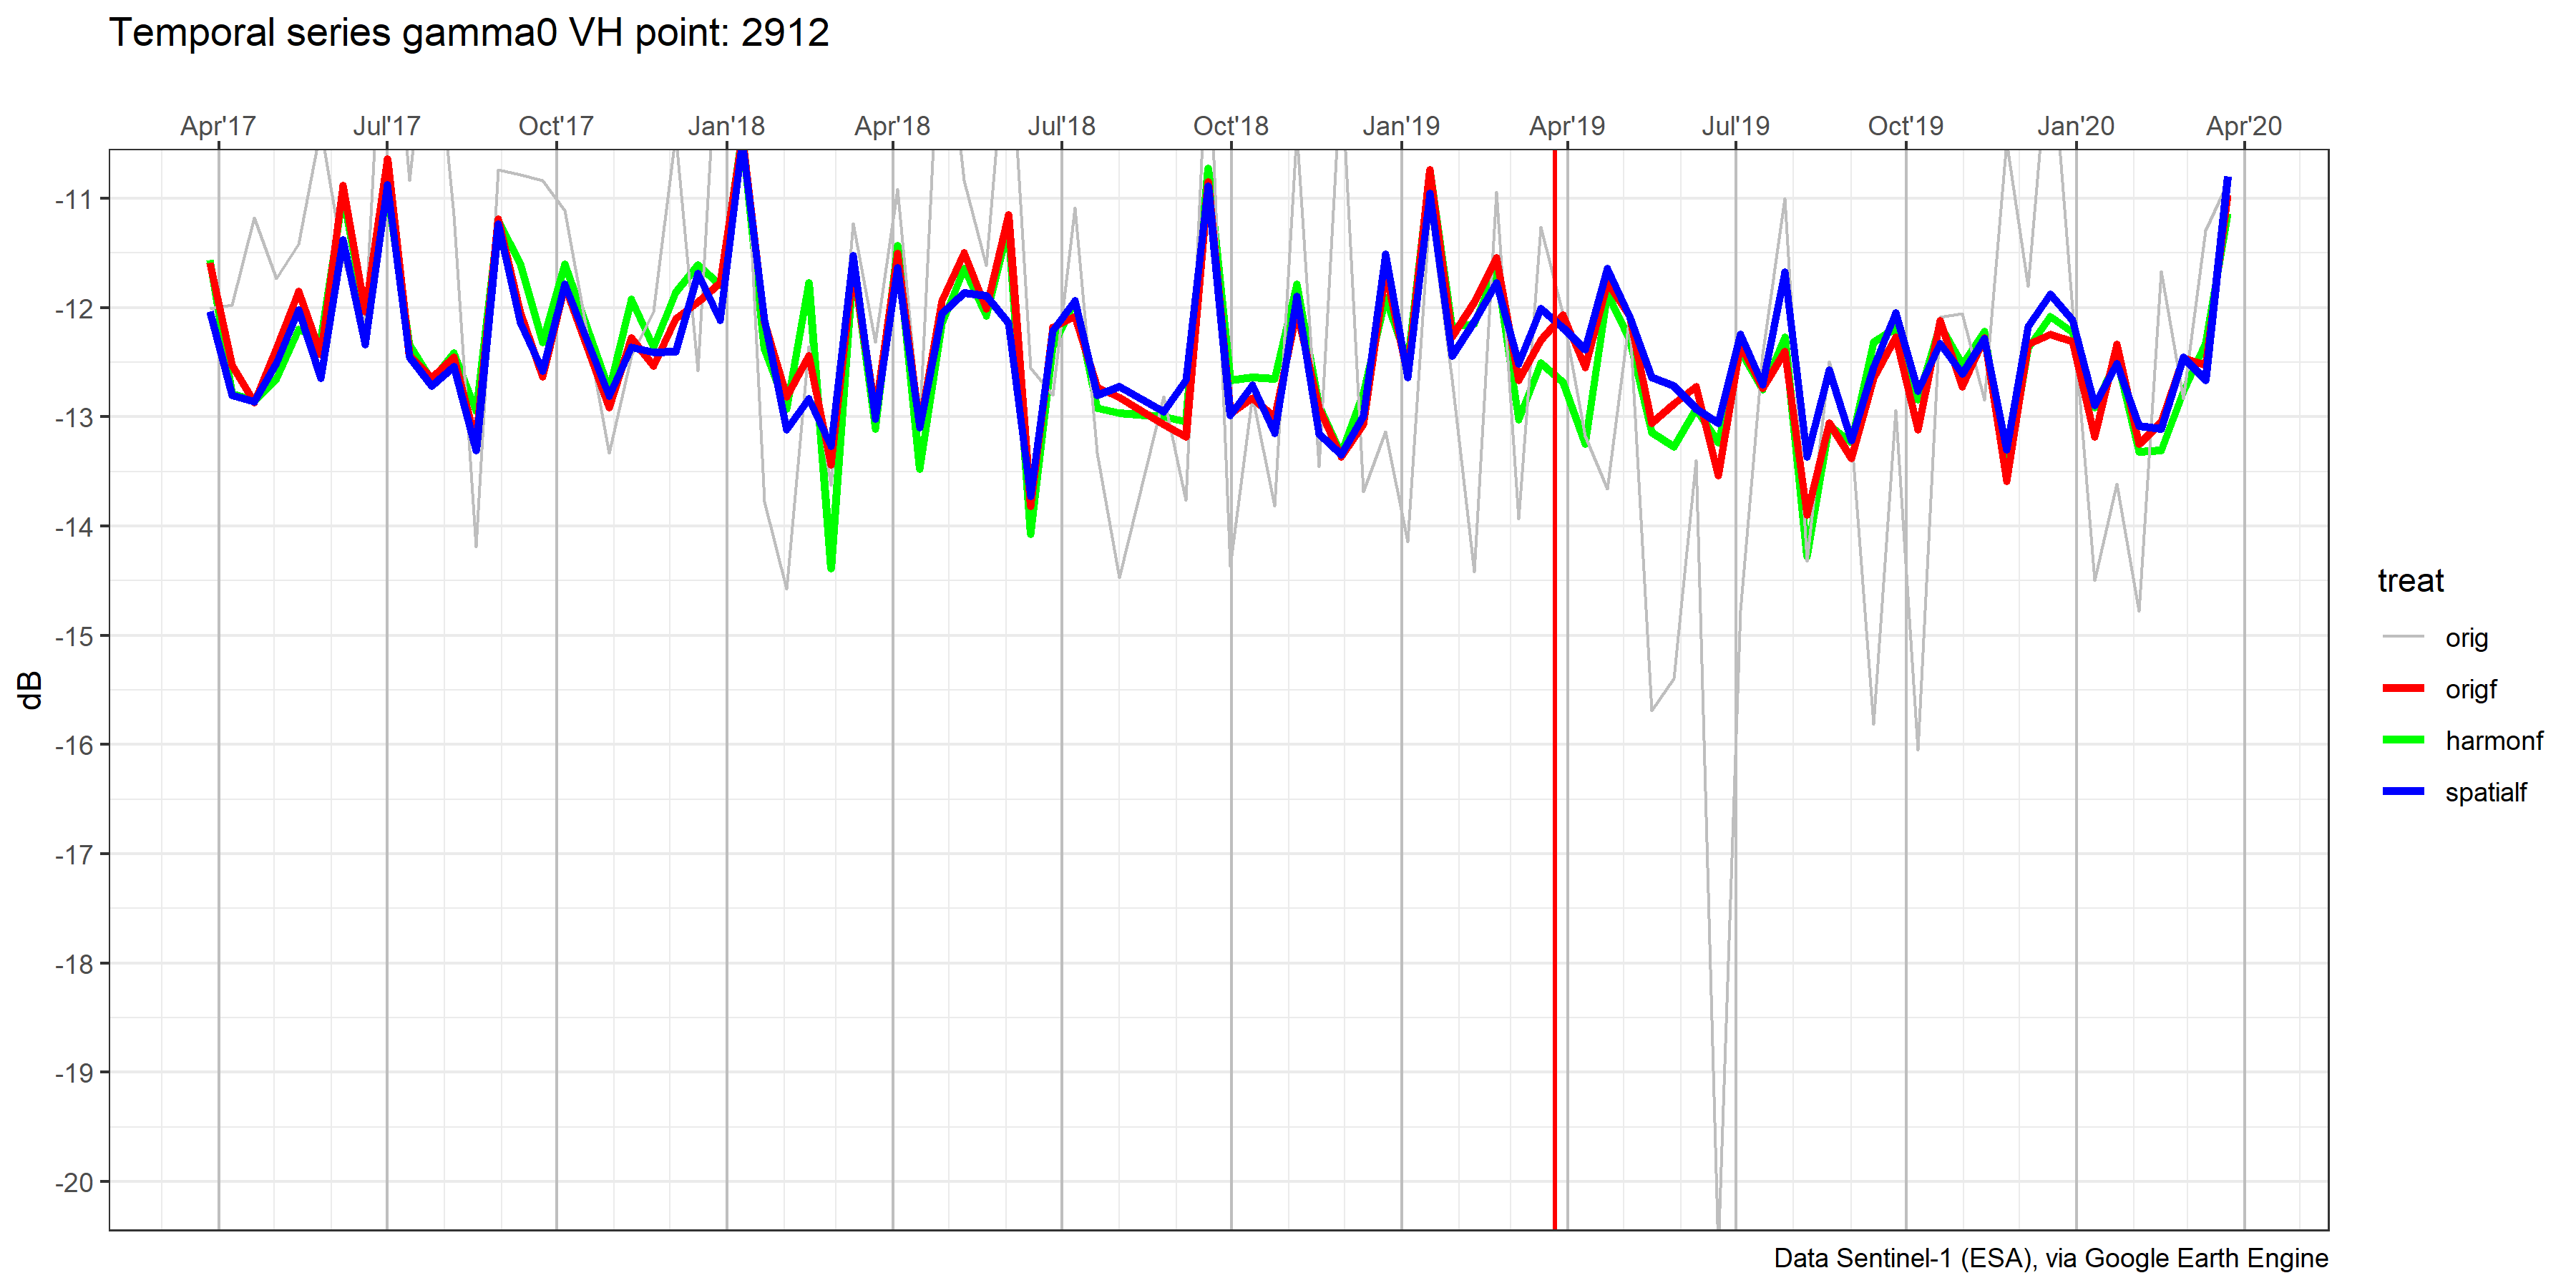 Temporal series gamma0 VH point: 2912
Apr'17 Jul'17 Oct'17 Jan'18 Apr'18 Jul'18 Oct'18 Jan'19 Apr'19 Jul'19 Oct'19 Jan'20 Apr'20
-11
-12
-13
-14
-15
-16
-17
-18
-19
-20
dB
treat
orig
origf
harmonf
spatialf
Data Sentinel-1 (ESA), via Google Earth Engine